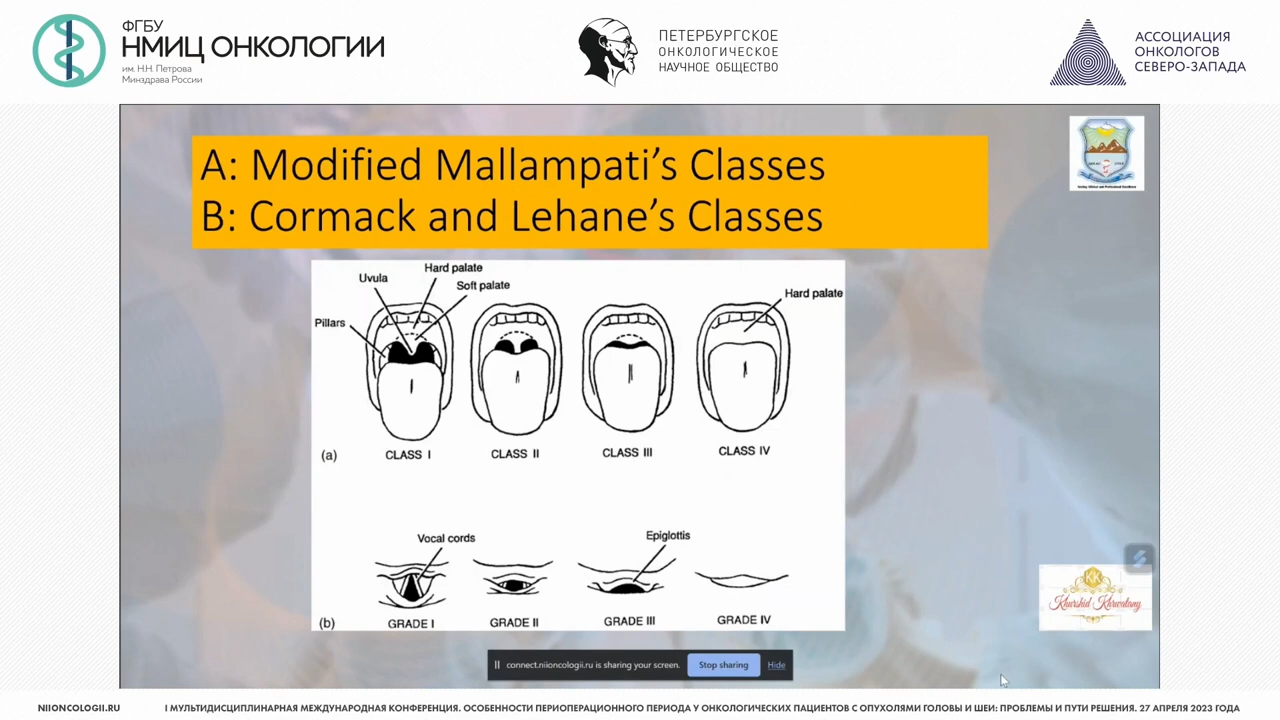 ФГБУ
НМИЦ ОНКОЛОГИИ
им. Н.Н. Петрова
Минздрава России
ПЕТЕРБУРГСКОЕ
ОНКОЛОГИЧЕСКОЕ
НАУЧНОЕ ОБЩЕСТВО
АССОЦИАЦИЯ
ОНКОЛОГОВ
СЕВЕРО-ЗАПАДА
A: Modified Mallampati’s Classes
B: Cormack and Lehane’s Classes
Hard palate
Uvula
Soft palate
Pillars
Hard palate
(a) CLASS I CLASS II CLASS III CLASS IV
Vocal cords
Epiglottis
(b) GRADE I GRADE II GRADE III GRADE IV
KK
Khurshid Khrwatany
connect.niioncologii.ru is sharing your screen. Stop sharing Hide
NIIONCOLOGII.RU I МУЛЬТИДИСЦИПЛИНАРНАЯ МЕЖДУНАРОДНАЯ КОНФЕРЕНЦИЯ. ОСОБЕННОСТИ ПЕРИОПЕРАЦИОННОГО ПЕРИОДА У ОНКОЛОГИЧЕСКИХ ПАЦИЕНТОВ С ОПУХОЛЯМИ ГОЛОВЫ И ШЕИ: ПРОБЛЕМЫ И ПУТИ РЕШЕНИЯ. 27 АПРЕЛЯ 2023 ГОДА